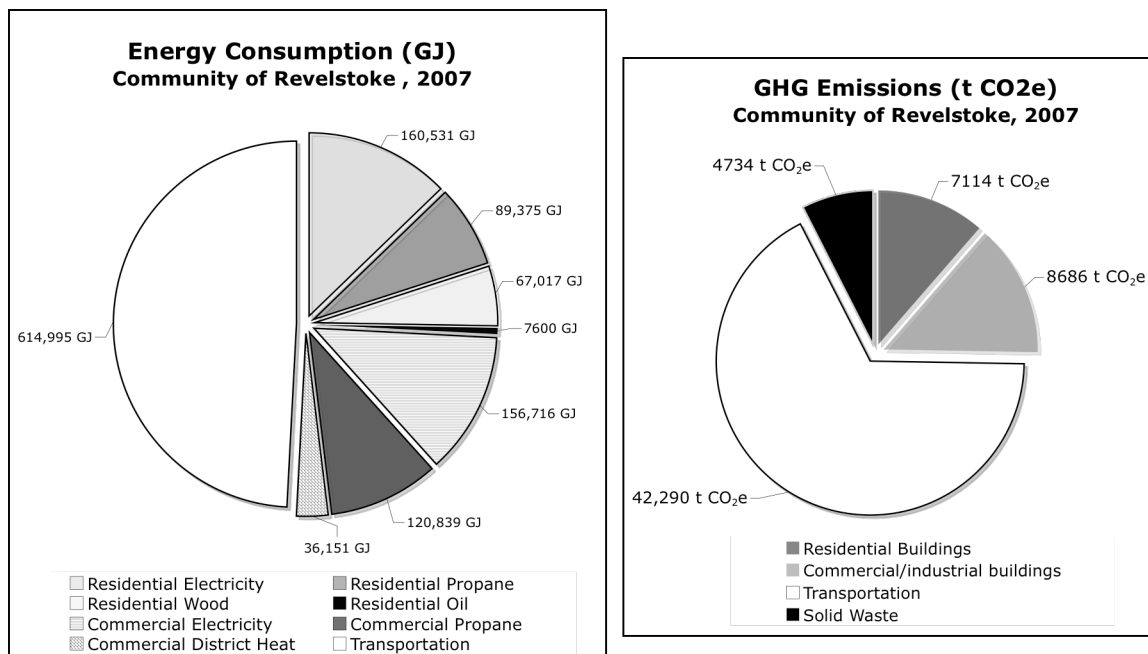 Energy Consumption (GJ)
Community of Revelstoke , 2007
160,531 GJ
89,375 GJ
67,017 GJ
7600 GJ
156,716 GJ
120,839 GJ
36,151 GJ
614,995 GJ
Residential Electricity
Residential Propane
Residential Wood
Residential Oil
Commercial Electricity
Commercial Propane
Commercial District Heat
Transportation
GHG Emissions (t CO2e)
Community of Revelstoke, 2007
4734 t CO₂e
7114 t CO₂e
8686 t CO₂e
42,290 t CO₂e
Residential Buildings
Commercial/industrial buildings
Transportation
Solid Waste